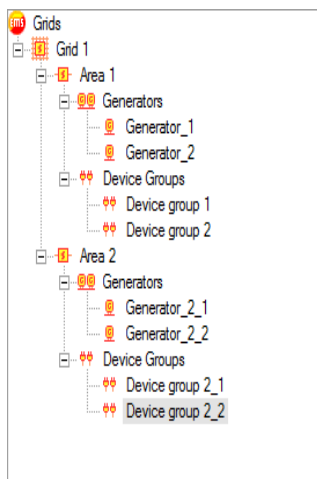 Grids
Grid 1
Area 1
Generators
Generator_1
Generator_2
Device Groups
Device group 1
Device group 2
Area 2
Generators
Generator_2_1
Generator_2_2
Device Groups
Device group 2_1
Device group 2_2